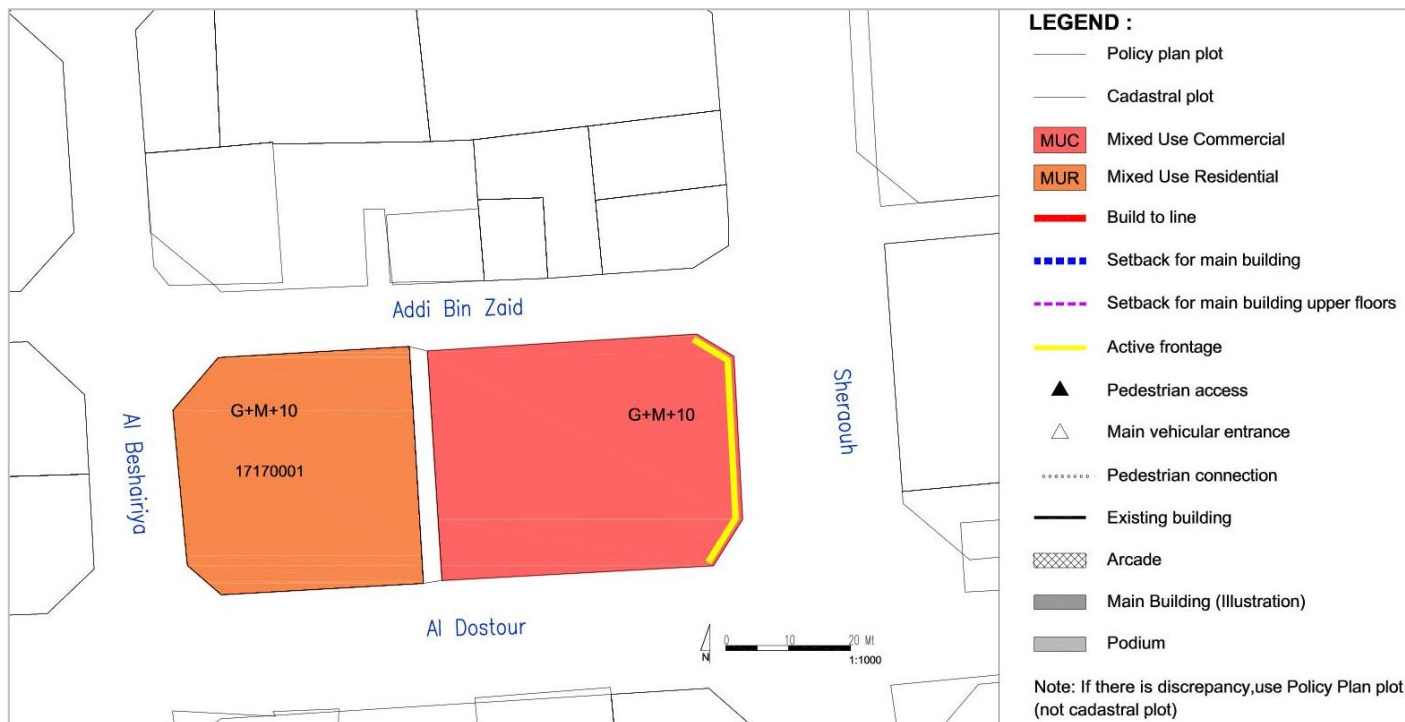 Addi Bin Zaid
Al Beshairiya
G+M+10
17170001
G+M+10
Sheraouh
Al Dostour
N
0 10 20 Mt
1:1000
LEGEND :
Policy plan plot
Cadastral plot
MUC Mixed Use Commercial
MUR Mixed Use Residential
Build to line
Setback for main building
Setback for main building upper floors
Active frontage
Pedestrian access
Main vehicular entrance
Pedestrian connection
Existing building
Arcade
Main Building (Illustration)
Podium
Note: If there is discrepancy,use Policy Plan plot
(not cadastral plot)